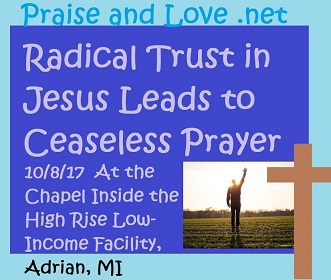 Praise and Love .net
Radical Trust in
Jesus Leads to
Ceaseless Prayer
10/8/17 At the
Chapel Inside the
High Rise Low-
Income Facility,
Adrian, MI